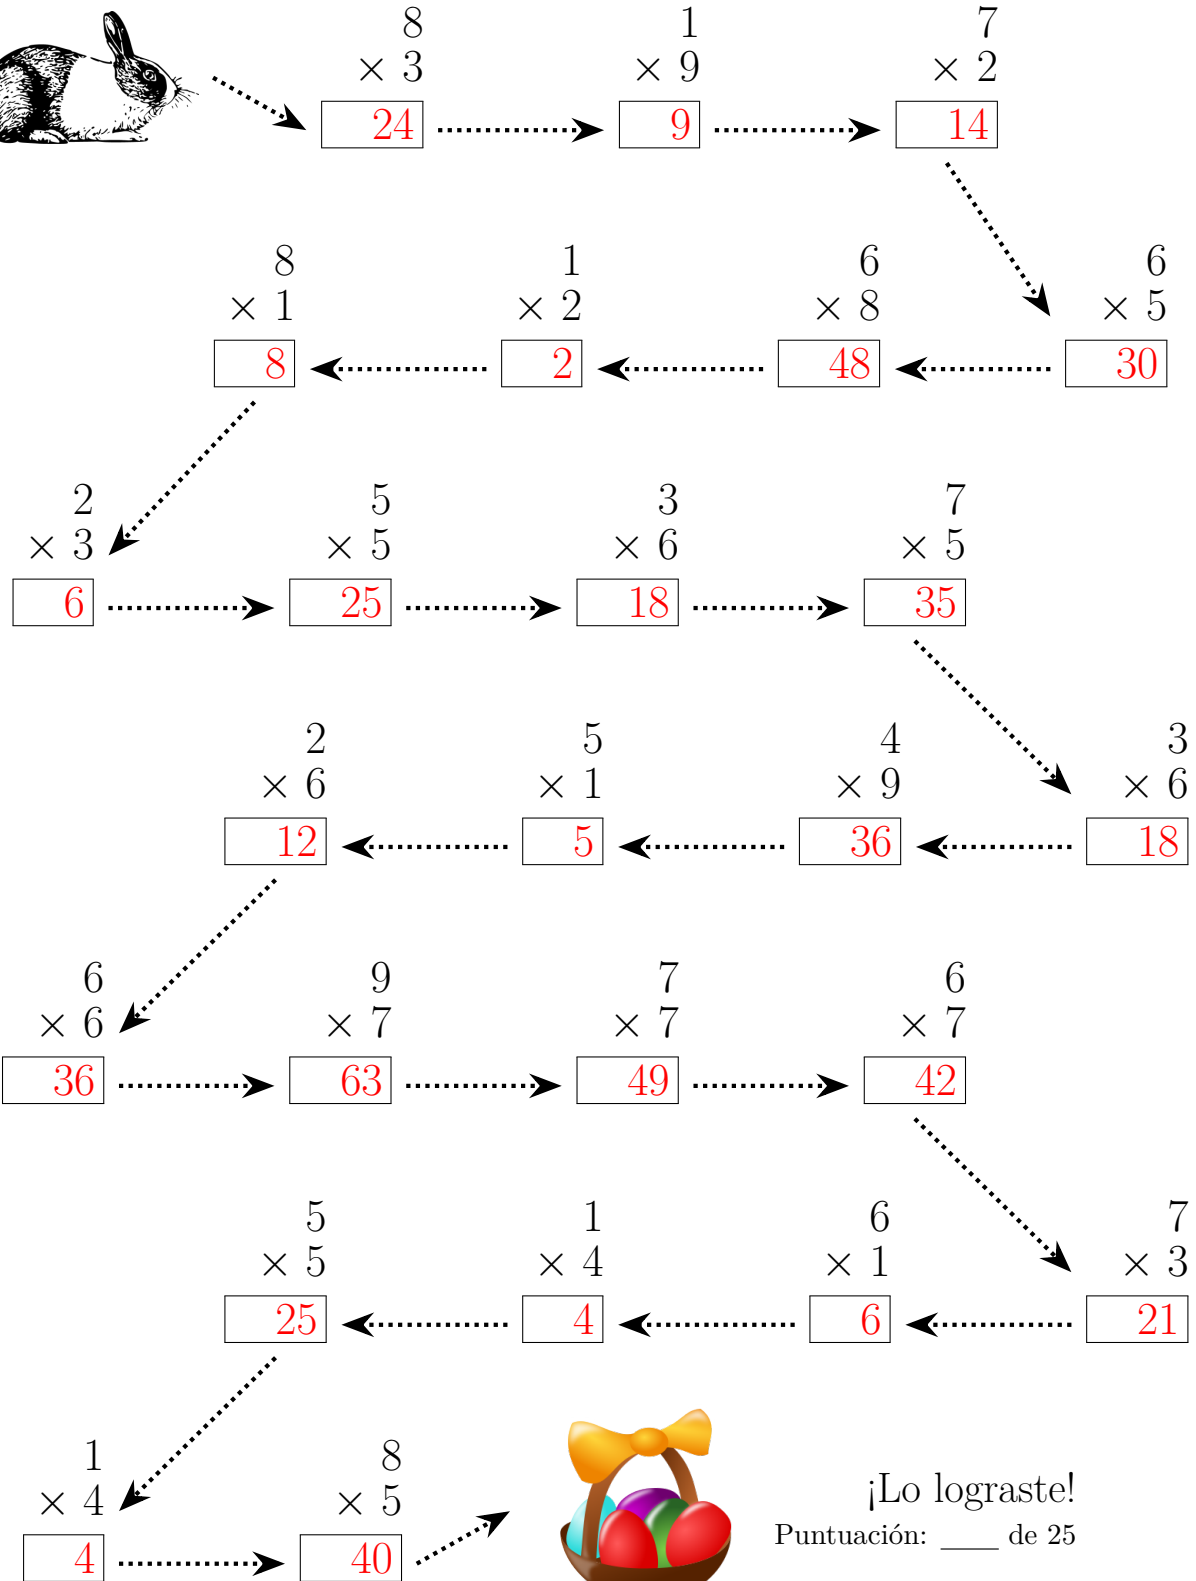 8 1 7
× 3 × 9 × 2
24 9 14
8 1 6 6
× 1 × 2 × 8 × 5
8 2 48 30
2 5 3 7
× 3 × 5 × 6 × 5
6 25 18 35
2 5 4 3
× 6 × 1 × 9 × 6
12 5 36 18
6 9 7 6
× 6 × 7 × 7 × 7
36 63 49 42
5 1 6 7
× 5 × 4 × 1 × 3
25 4 6 21
1 8
× 4 × 5
4 40
¡Lo lograste!
Puntuación: ___ de 25